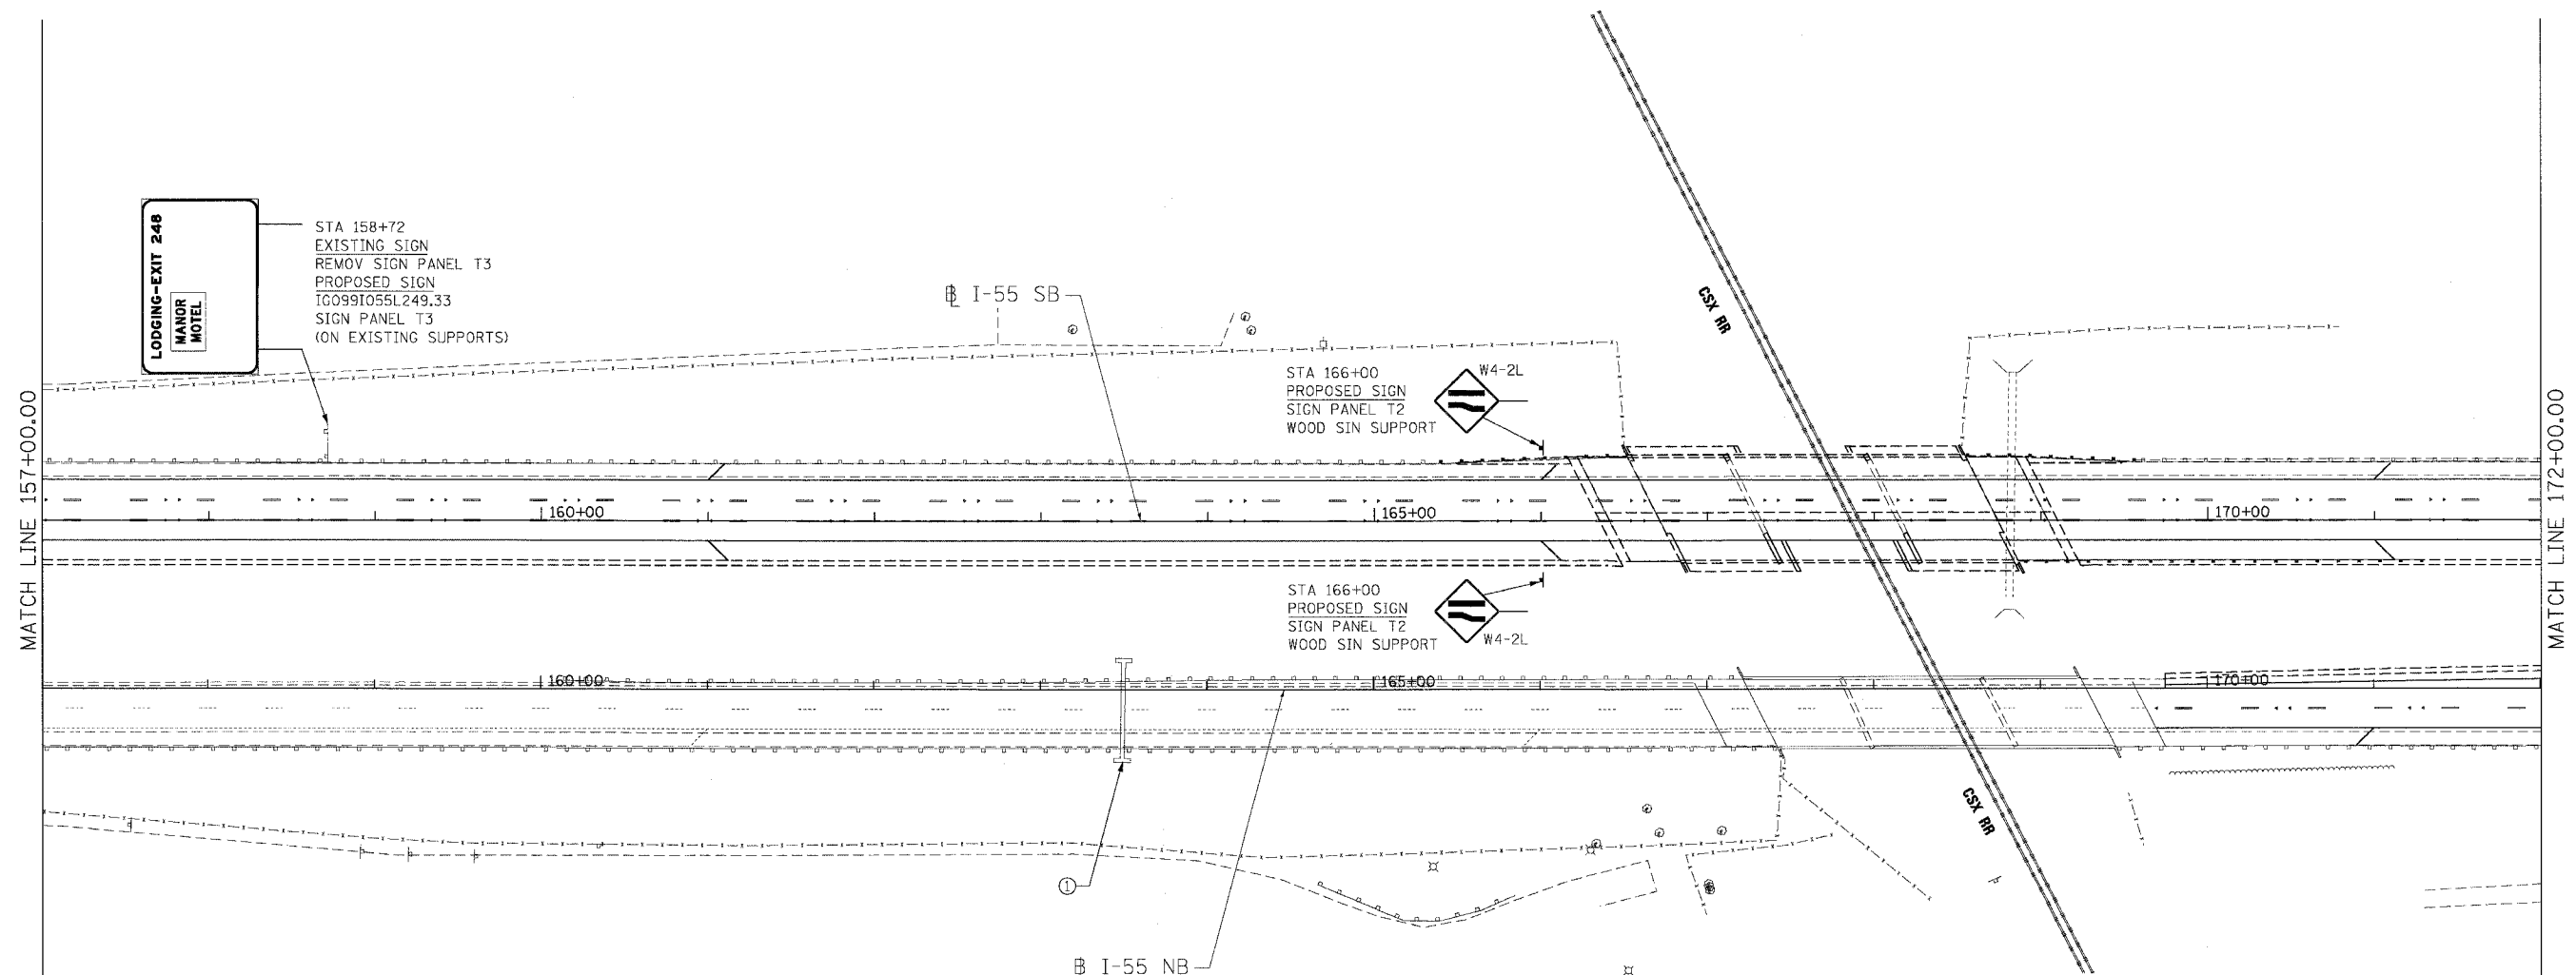 LODGING-EXIT 248
MANOR
MOTEL
STA 158+72
EXISTING SIGN
REMOV SIGN PANEL T3
PROPOSED SIGN
IG099I055L249.33
SIGN PANEL T3
(ON EXISTING SUPPORTS)
℄ I-55 SB
CSX RR
STA 166+00
PROPOSED SIGN
SIGN PANEL T2
WOOD SIN SUPPORT
W4-2L
MATCH LINE 157+00.00
MATCH LINE 172+00.00
160+00
165+00
170+00
STA 166+00
PROPOSED SIGN
SIGN PANEL T2
WOOD SIN SUPPORT
W4-2L
160+00
165+00
170+00
CSX RR
1
B I-55 NB